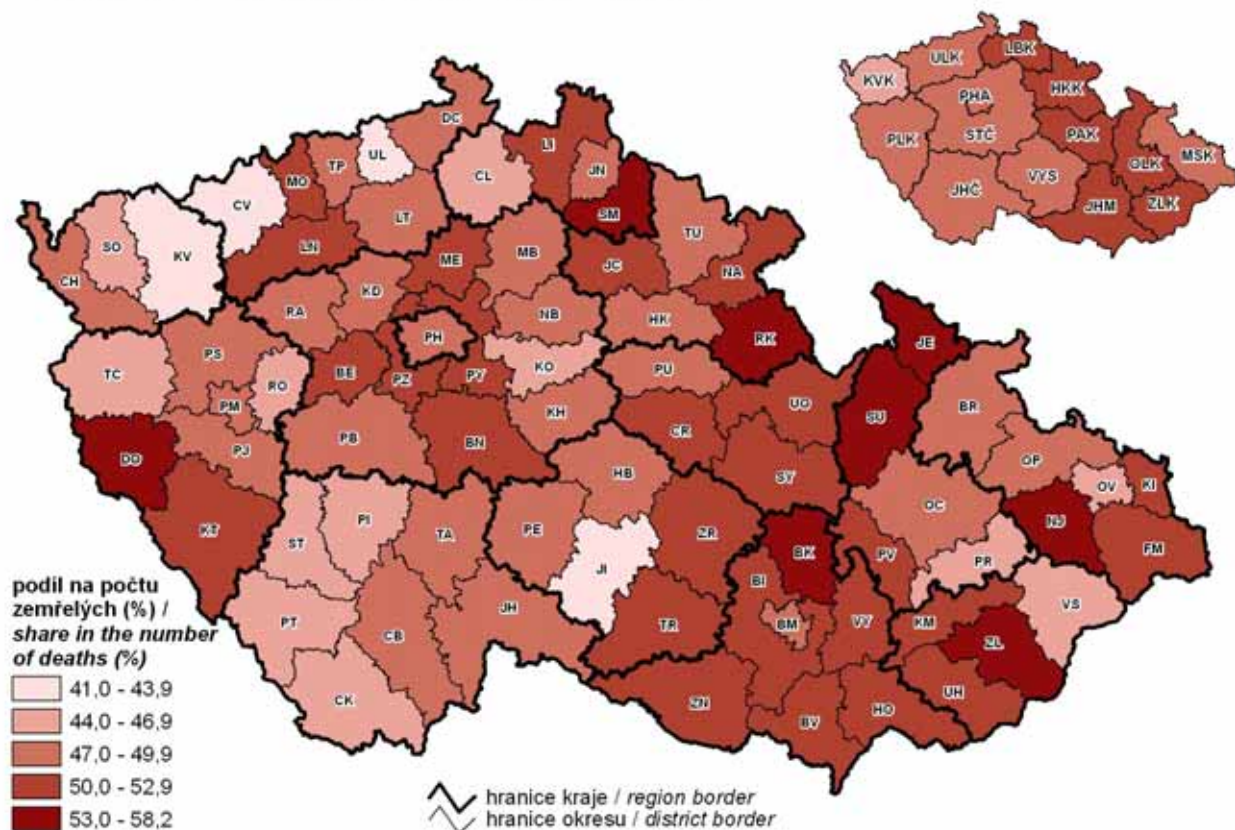 ULK
LBK
KVK
HKK
PHA
STČ
PAK
PLK
OLK
MSK
VYS
JHČ
JHM
ZLK
DC
UL
TP
LI
MO
CL
JN
CV
SM
SO
LT
KV
LN
TU
ME
MB
JC
NA
CH
KD
RA
NB
HK
PH
RK
JE
PS
TC
KO
RO
BE
PZ
PY
PU
PM
UO
BR
KH
SU
DO
PJ
PB
BN
CR
OP
HB
SY
OV
KI
OC
NJ
PI
PE
KT
ST
TA
ZR
BK
PV
FM
PR
JI
BI
VS
PT
JH
CB
TR
BM
VY
KM
ZL
CK
ZN
UH
HO
BV
podíl na počtu
zemřelých (%) /
share in the number
of deaths (%)
41,0 - 43,9
44,0 - 46,9
47,0 - 49,9
50,0 - 52,9
53,0 - 58,2
hranice kraje / region border
hranice okresu / district border